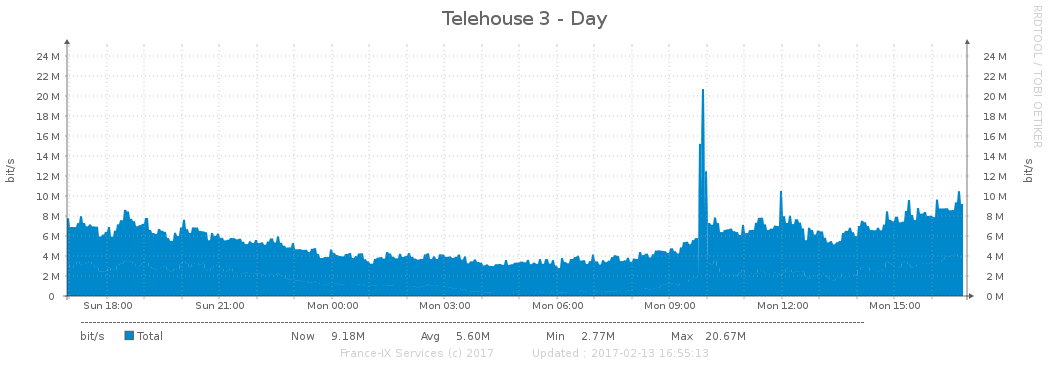 Telehouse 3 - Day
RRDTOOL / TOBI OETIKER
bit/s
24 M 24 M
22 M 22 M
20 M 20 M
18 M 18 M
16 M 16 M
14 M 14 M
12 M 12 M
10 M 10 M
8 M 8 M
6 M 6 M
4 M 4 M
2 M 2 M
0 0 M
bit/s
Sun 18:00 Sun 21:00 Mon 00:00 Mon 03:00 Mon 06:00 Mon 09:00 Mon 12:00 Mon 15:00
bit/s Total Now 9.18M Avg 5.60M Min 2.77M Max 20.67M
France-IX Services (c) 2017 Updated : 2017-02-13 16:55:13